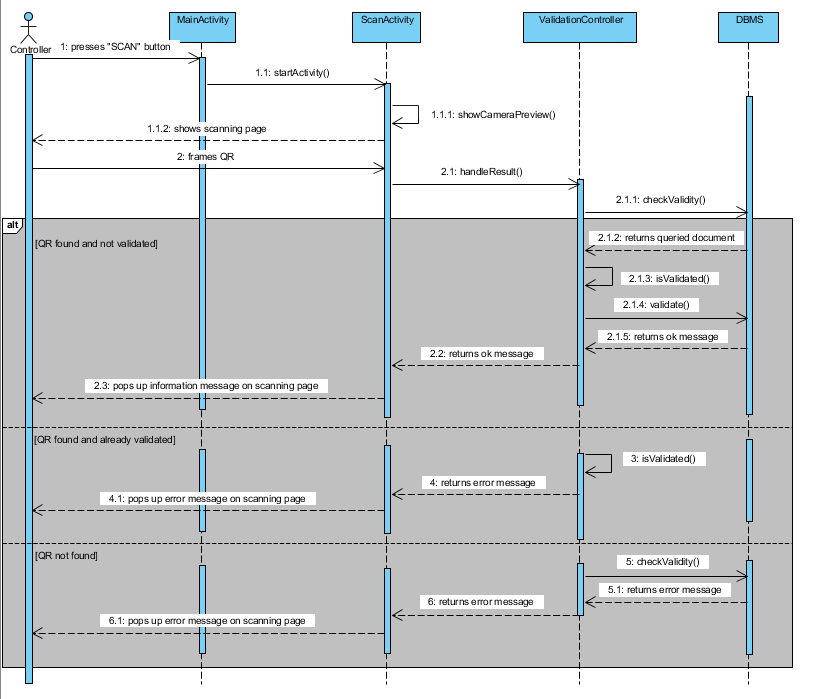 MainActivity
ScanActivity
ValidationController
DBMS
Controller
1: presses "SCAN" button
1.1: startActivity()
1.1.1: showCameraPreview()
1.1.2: shows scanning page
2: frames QR
2.1: handleResult()
2.1.1: checkValidity()
alt
[QR found and not validated]
2.1.2: returns queried document
2.1.3: isValidated()
2.1.4: validate()
2.1.5: returns ok message
2.2: returns ok message
2.3: pops up information message on scanning page
[QR found and already validated]
3: isValidated()
4: returns error message
4.1: pops up error message on scanning page
[QR not found]
5: checkValidity()
5.1: returns error message
6: returns error message
6.1: pops up error message on scanning page